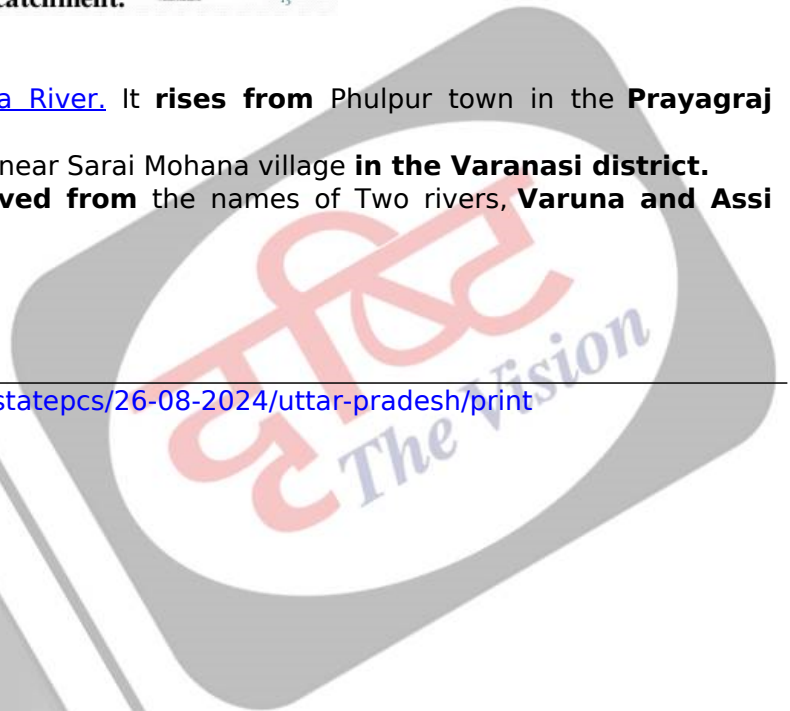 catchment.
a River. It rises from Phulpur town in the Prayagraj
near Sarai Mohana village in the Varanasi district.
ved from the names of Two rivers, Varuna and Assi
statepcs/26-08-2024/uttar-pradesh/print
दृष्टि
The Vision